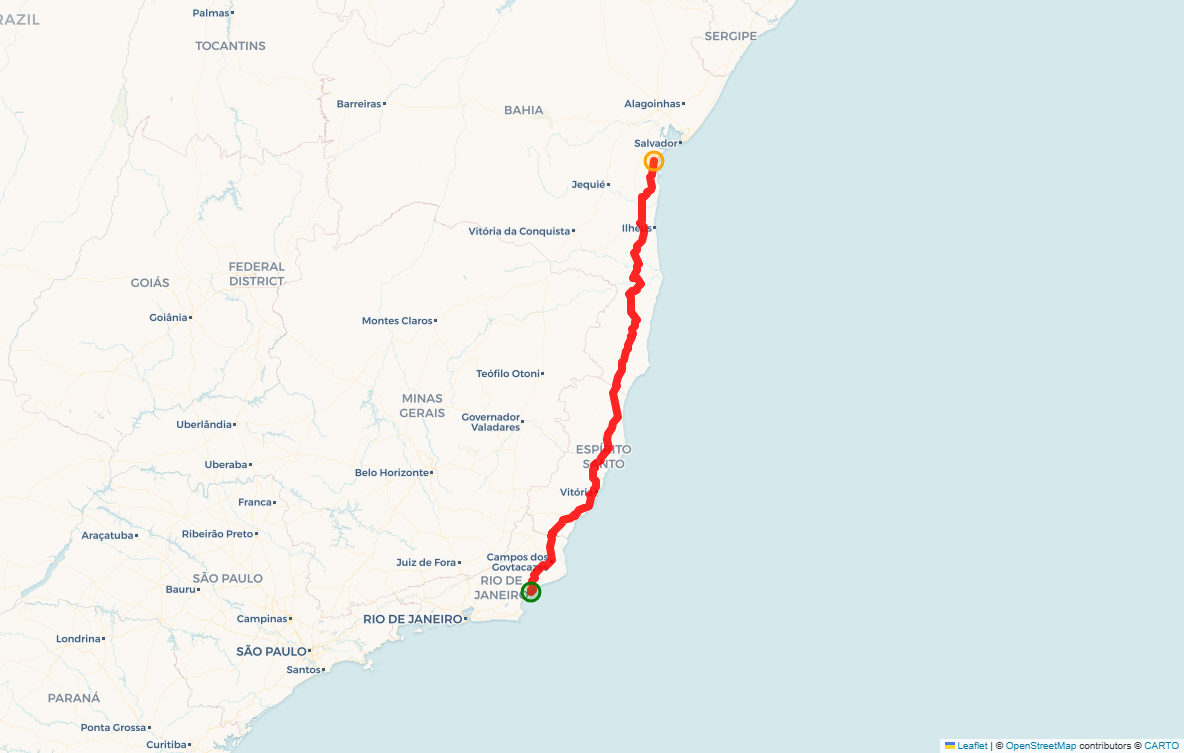 RAZIL
Palmas
TOCANTINS
SERGIPE
Barreiras
BAHIA
Alagoinhas
Salvador
Jequié
Vitória da Conquista
Ilhéus
FEDERAL
DISTRICT
GOIÁS
Goiânia
Montes Claros
Teófilo Otoni
MINAS
GERAIS
Governador
Valadares
Uberlândia
ESPÍRITO
SANTO
Uberaba
Belo Horizonte
Vitória
Franca
Araçatuba
Ribeirão Preto
Campos dos
Goytacazes
Juiz de Fora
SÃO PAULO
RIO DE
JANEIRO
Bauru
Campinas
RIO DE JANEIRO
Londrina
SÃO PAULO
Santos
PARANÁ
Ponta Grossa
Curitiba
Leaflet | © OpenStreetMap contributors © CARTO